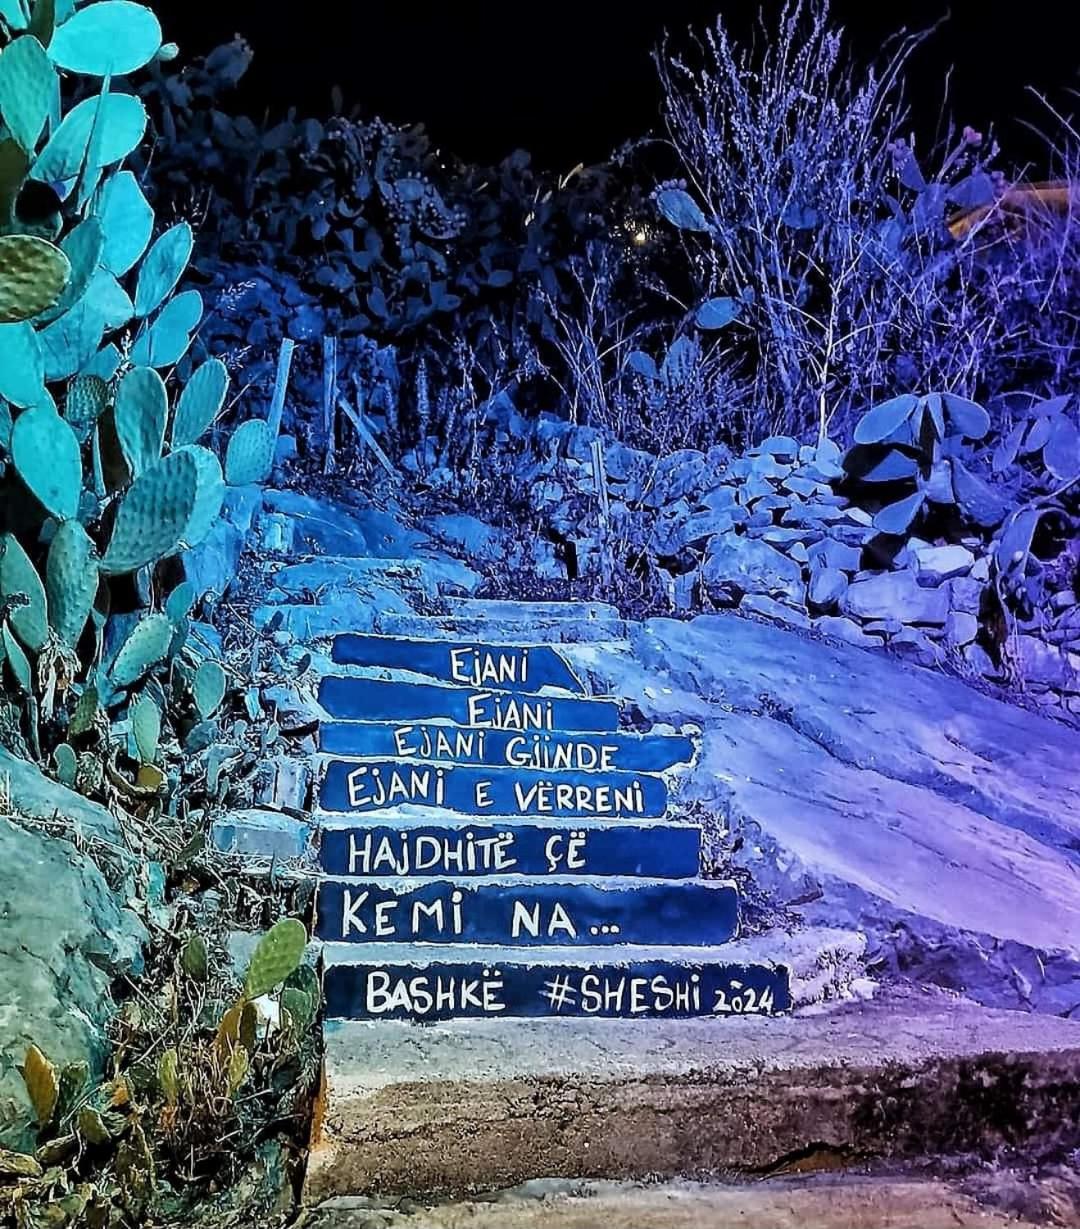 EJANI
EJANI
EJANI GJINDE
EJANI E VËRRENI
HAJDHITË ÇË
KEMI NA...
BASHKË #SHESHI 2024